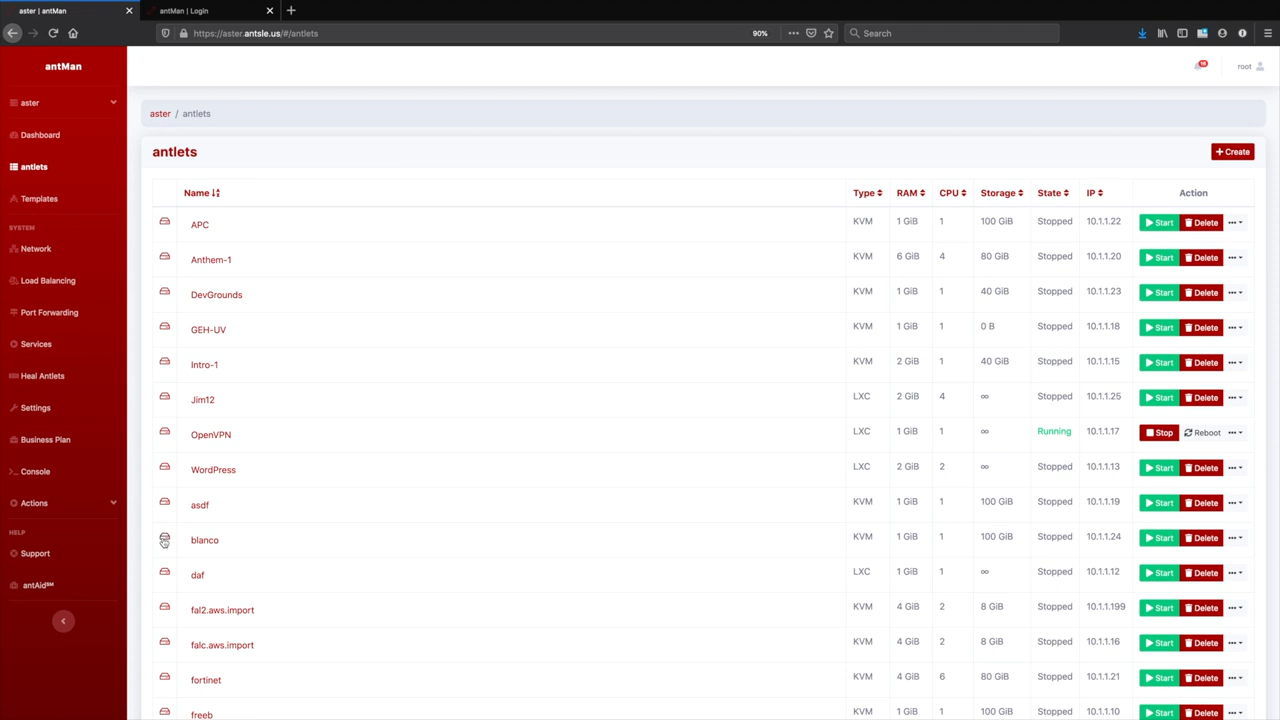 aster | antMan
antMan | Login
https://aster.antsle.us/#/antlets
90%
Search
antMan
16
root
aster
Dashboard
antlets
Templates
SYSTEM
Network
Load Balancing
Port Forwarding
Services
Heal Antlets
Settings
Business Plan
Console
Actions
HELP
Support
antAid℠
aster / antlets
antlets
+ Create
Name Type RAM CPU Storage State IP Action
APC KVM 1 GiB 1 100 GiB Stopped 10.1.1.22 Start Delete
Anthem-1 KVM 6 GiB 4 80 GiB Stopped 10.1.1.20 Start Delete
DevGrounds KVM 1 GiB 1 40 GiB Stopped 10.1.1.23 Start Delete
GEH-UV KVM 1 GiB 1 0 B Stopped 10.1.1.18 Start Delete
Intro-1 KVM 2 GiB 1 40 GiB Stopped 10.1.1.15 Start Delete
Jim12 LXC 2 GiB 4 ∞ Stopped 10.1.1.25 Start Delete
OpenVPN LXC 1 GiB 1 ∞ Running 10.1.1.17 Stop Reboot
WordPress LXC 2 GiB 2 ∞ Stopped 10.1.1.13 Start Delete
asdf KVM 1 GiB 1 100 GiB Stopped 10.1.1.19 Start Delete
blanco KVM 1 GiB 1 100 GiB Stopped 10.1.1.24 Start Delete
daf LXC 1 GiB 1 ∞ Stopped 10.1.1.12 Start Delete
fal2.aws.import KVM 4 GiB 2 8 GiB Stopped 10.1.1.199 Start Delete
falc.aws.import KVM 4 GiB 2 8 GiB Stopped 10.1.1.16 Start Delete
fortinet KVM 4 GiB 6 80 GiB Stopped 10.1.1.21 Start Delete
freeb KVM 1 GiB 1 100 GiB Stopped 10.1.1.10 Start Delete